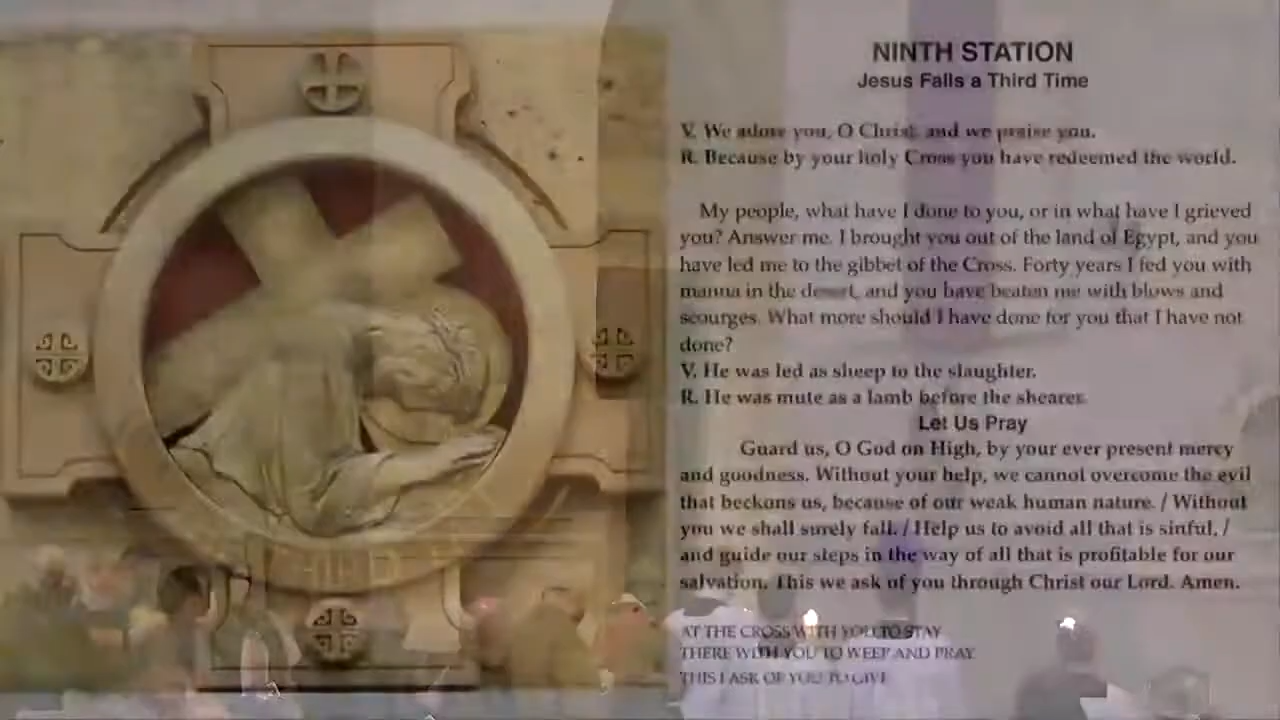 NINTH STATION
Jesus Falls a Third Time
V. We adore you, O Christ, and we praise you.
R. Because by your holy Cross you have redeemed the world.
My people, what have I done to you, or in what have I grieved
you? Answer me. I brought you out of the land of Egypt, and you
have led me to the gibbet of the Cross. Forty years I fed you with
manna in the desert, and you have beaten me with blows and
scourges. What more should I have done for you that I have not
done?
V. He was led as sheep to the slaughter.
R. He was mute as a lamb before the shearer.
Let Us Pray
Guard us, O God on High, by your ever present mercy
and goodness. Without your help, we cannot overcome the evil
that beckons us, because of our weak human nature. / Without
you we shall surely fall. / Help us to avoid all that is sinful, /
and guide our steps in the way of all that is profitable for our
salvation. This we ask of you through Christ our Lord. Amen.
AT THE CROSS WITH YOU TO STAY
THERE WITH YOU TO WEEP AND PRAY
THIS I ASK OF YOU TO GIVE